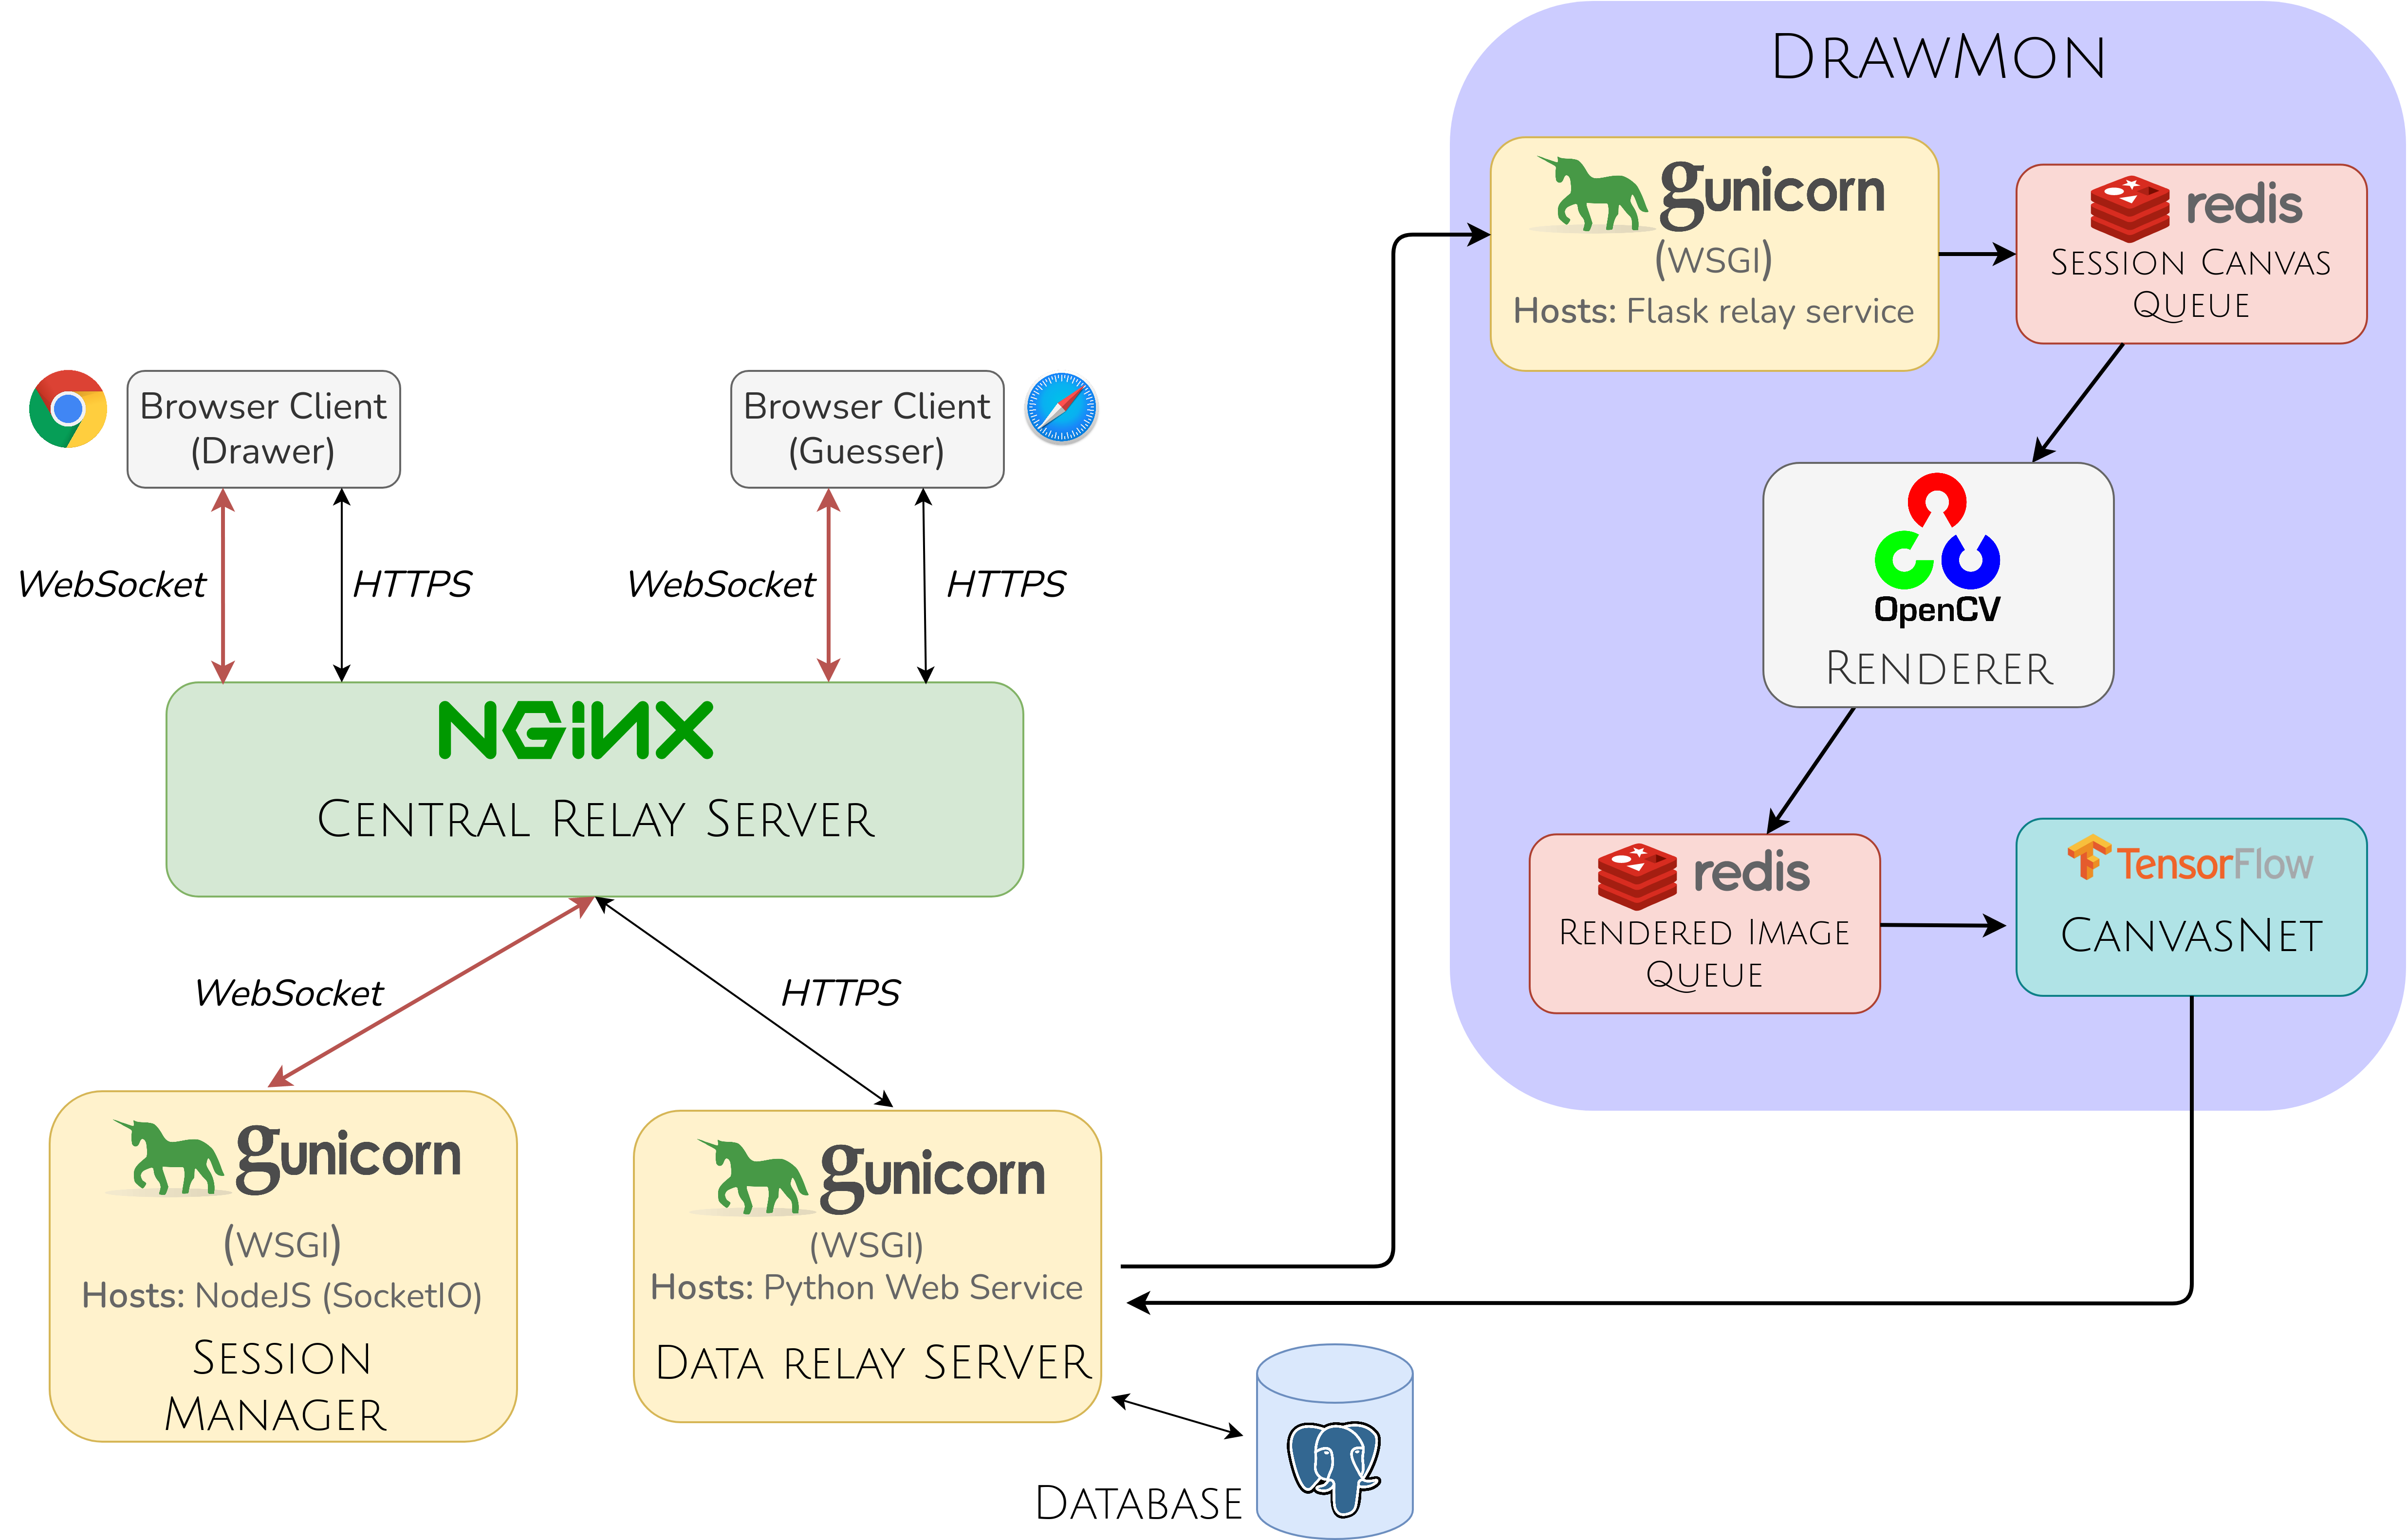 DRAWMON
gunicorn
(WSGI)
Hosts: Flask relay service
redis
SESSION CANVAS
QUEUE
Browser Client
(Drawer)
Browser Client
(Guesser)
WebSocket
HTTPS
WebSocket
HTTPS
OpenCV
RENDERER
NGINX
CENTRAL RELAY SERVER
redis
RENDERED IMAGE
QUEUE
TensorFlow
CANVASNET
WebSocket
HTTPS
gunicorn
(WSGI)
Hosts: NodeJS (SocketIO)
SESSION
MANAGER
gunicorn
(WSGI)
Hosts: Python Web Service
DATA RELAY SERVER
DATABASE